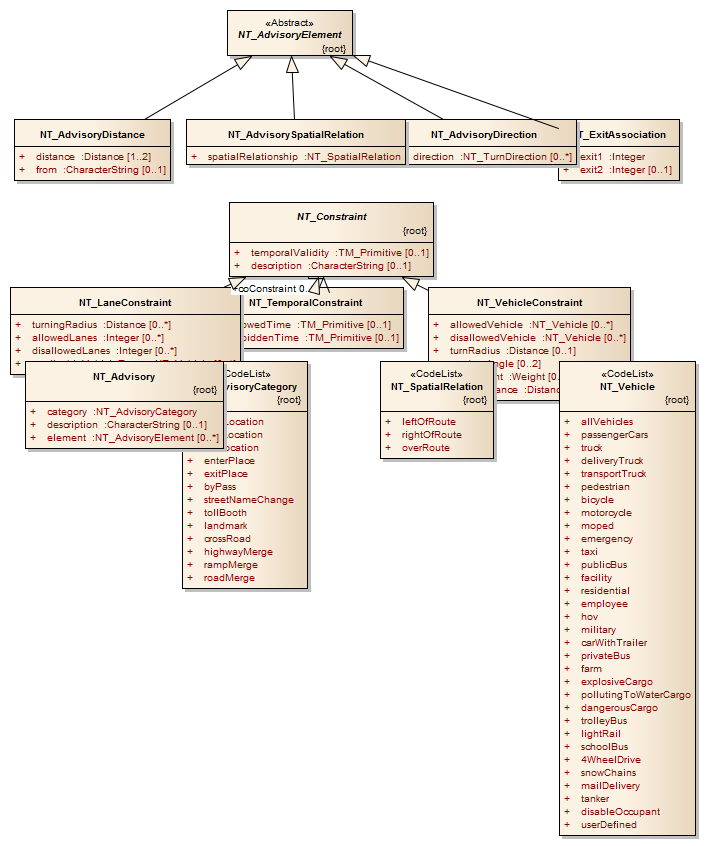 «Abstract»
NT_AdvisoryElement
{root}
NT_AdvisoryDistance
+ distance :Distance [1..2]
+ from :CharacterString [0..1]
NT_AdvisorySpatialRelation
+ spatialRelationship :NT_SpatialRelation
NT_AdvisoryDirection
direction :NT_TurnDirection [0..*]
T_ExitAssociation
+ exit1 :Integer
+ exit2 :Integer [0..1]
NT_Constraint
{root}
+ temporalValidity :TM_Primitive [0..1]
+ description :CharacterString [0..1]
NT_LaneConstraint
+ turningRadius :Distance [0..*]
+ allowedLanes :Integer [0..*]
+ disallowedLanes :Integer [0..*]
+coConstraint 0..
NT_TemporalConstraint
owedTime :TM_Primitive [0..1]
biddenTime :TM_Primitive [0..1]
NT_VehicleConstraint
+ allowedVehicle :NT_Vehicle [0..*]
+ disallowedVehicle :NT_Vehicle [0..*]
+ turnRadius :Distance [0..1]
ngle [0..2]
ht :Weight [0..
ance :Distanc
NT_Advisory
{root}
+ category :NT_AdvisoryCategory
+ description :CharacterString [0..1]
+ element :NT_AdvisoryElement [0..*]
CodeList»
visoryCategory
{root}
Location
Location
ocation
+ enterPlace
+ exitPlace
+ byPass
+ streetNameChange
+ tollBooth
+ landmark
+ crossRoad
+ highwayMerge
+ rampMerge
+ roadMerge
«CodeList»
NT_SpatialRelation
{root}
+ leftOfRoute
+ rightOfRoute
+ overRoute
«CodeList»
NT_Vehicle
{root}
+ allVehicles
+ passengerCars
+ truck
+ deliveryTruck
+ transportTruck
+ pedestrian
+ bicycle
+ motorcycle
+ moped
+ emergency
+ taxi
+ publicBus
+ facility
+ residential
+ employee
+ hov
+ military
+ carWithTrailer
+ privateBus
+ farm
+ explosiveCargo
+ pollutingToWaterCargo
+ dangerousCargo
+ trolleyBus
+ lightRail
+ schoolBus
+ 4WheelDrive
+ snowChains
+ mailDelivery
+ tanker
+ disableOccupant
+ userDefined